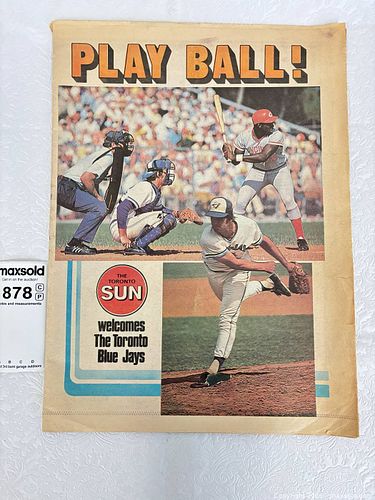 PLAY BALL!
THE
TORONTO
SUN
welcomes
The Toronto
Blue Jays
maxsold
878
C
P